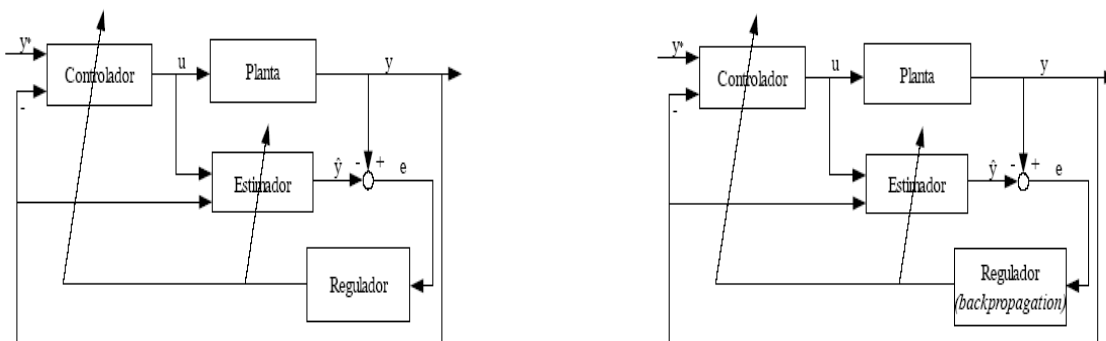 y*
Controlador
u
Planta
y
-
Estimador
ŷ
-
+
e
Regulador
y*
Controlador
u
Planta
y
-
Estimador
ŷ
-
+
e
Regulador
(backpropagation)